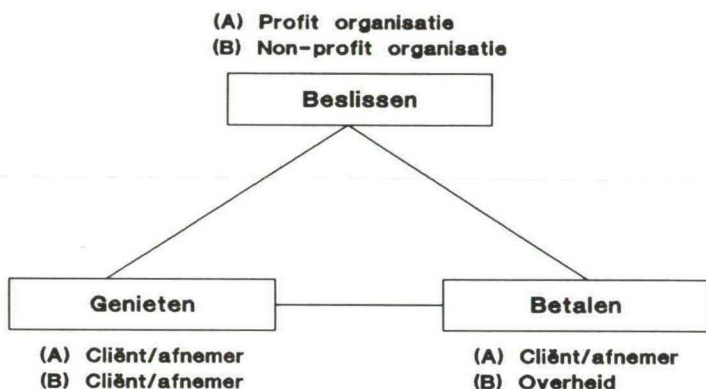 (A) Profit organisatie
(B) Non-profit organisatie
Beslissen
Genieten
Betalen
(A) Cliënt/afnemer
(B) Cliënt/afnemer
(A) Cliënt/afnemer
(B) Overheid